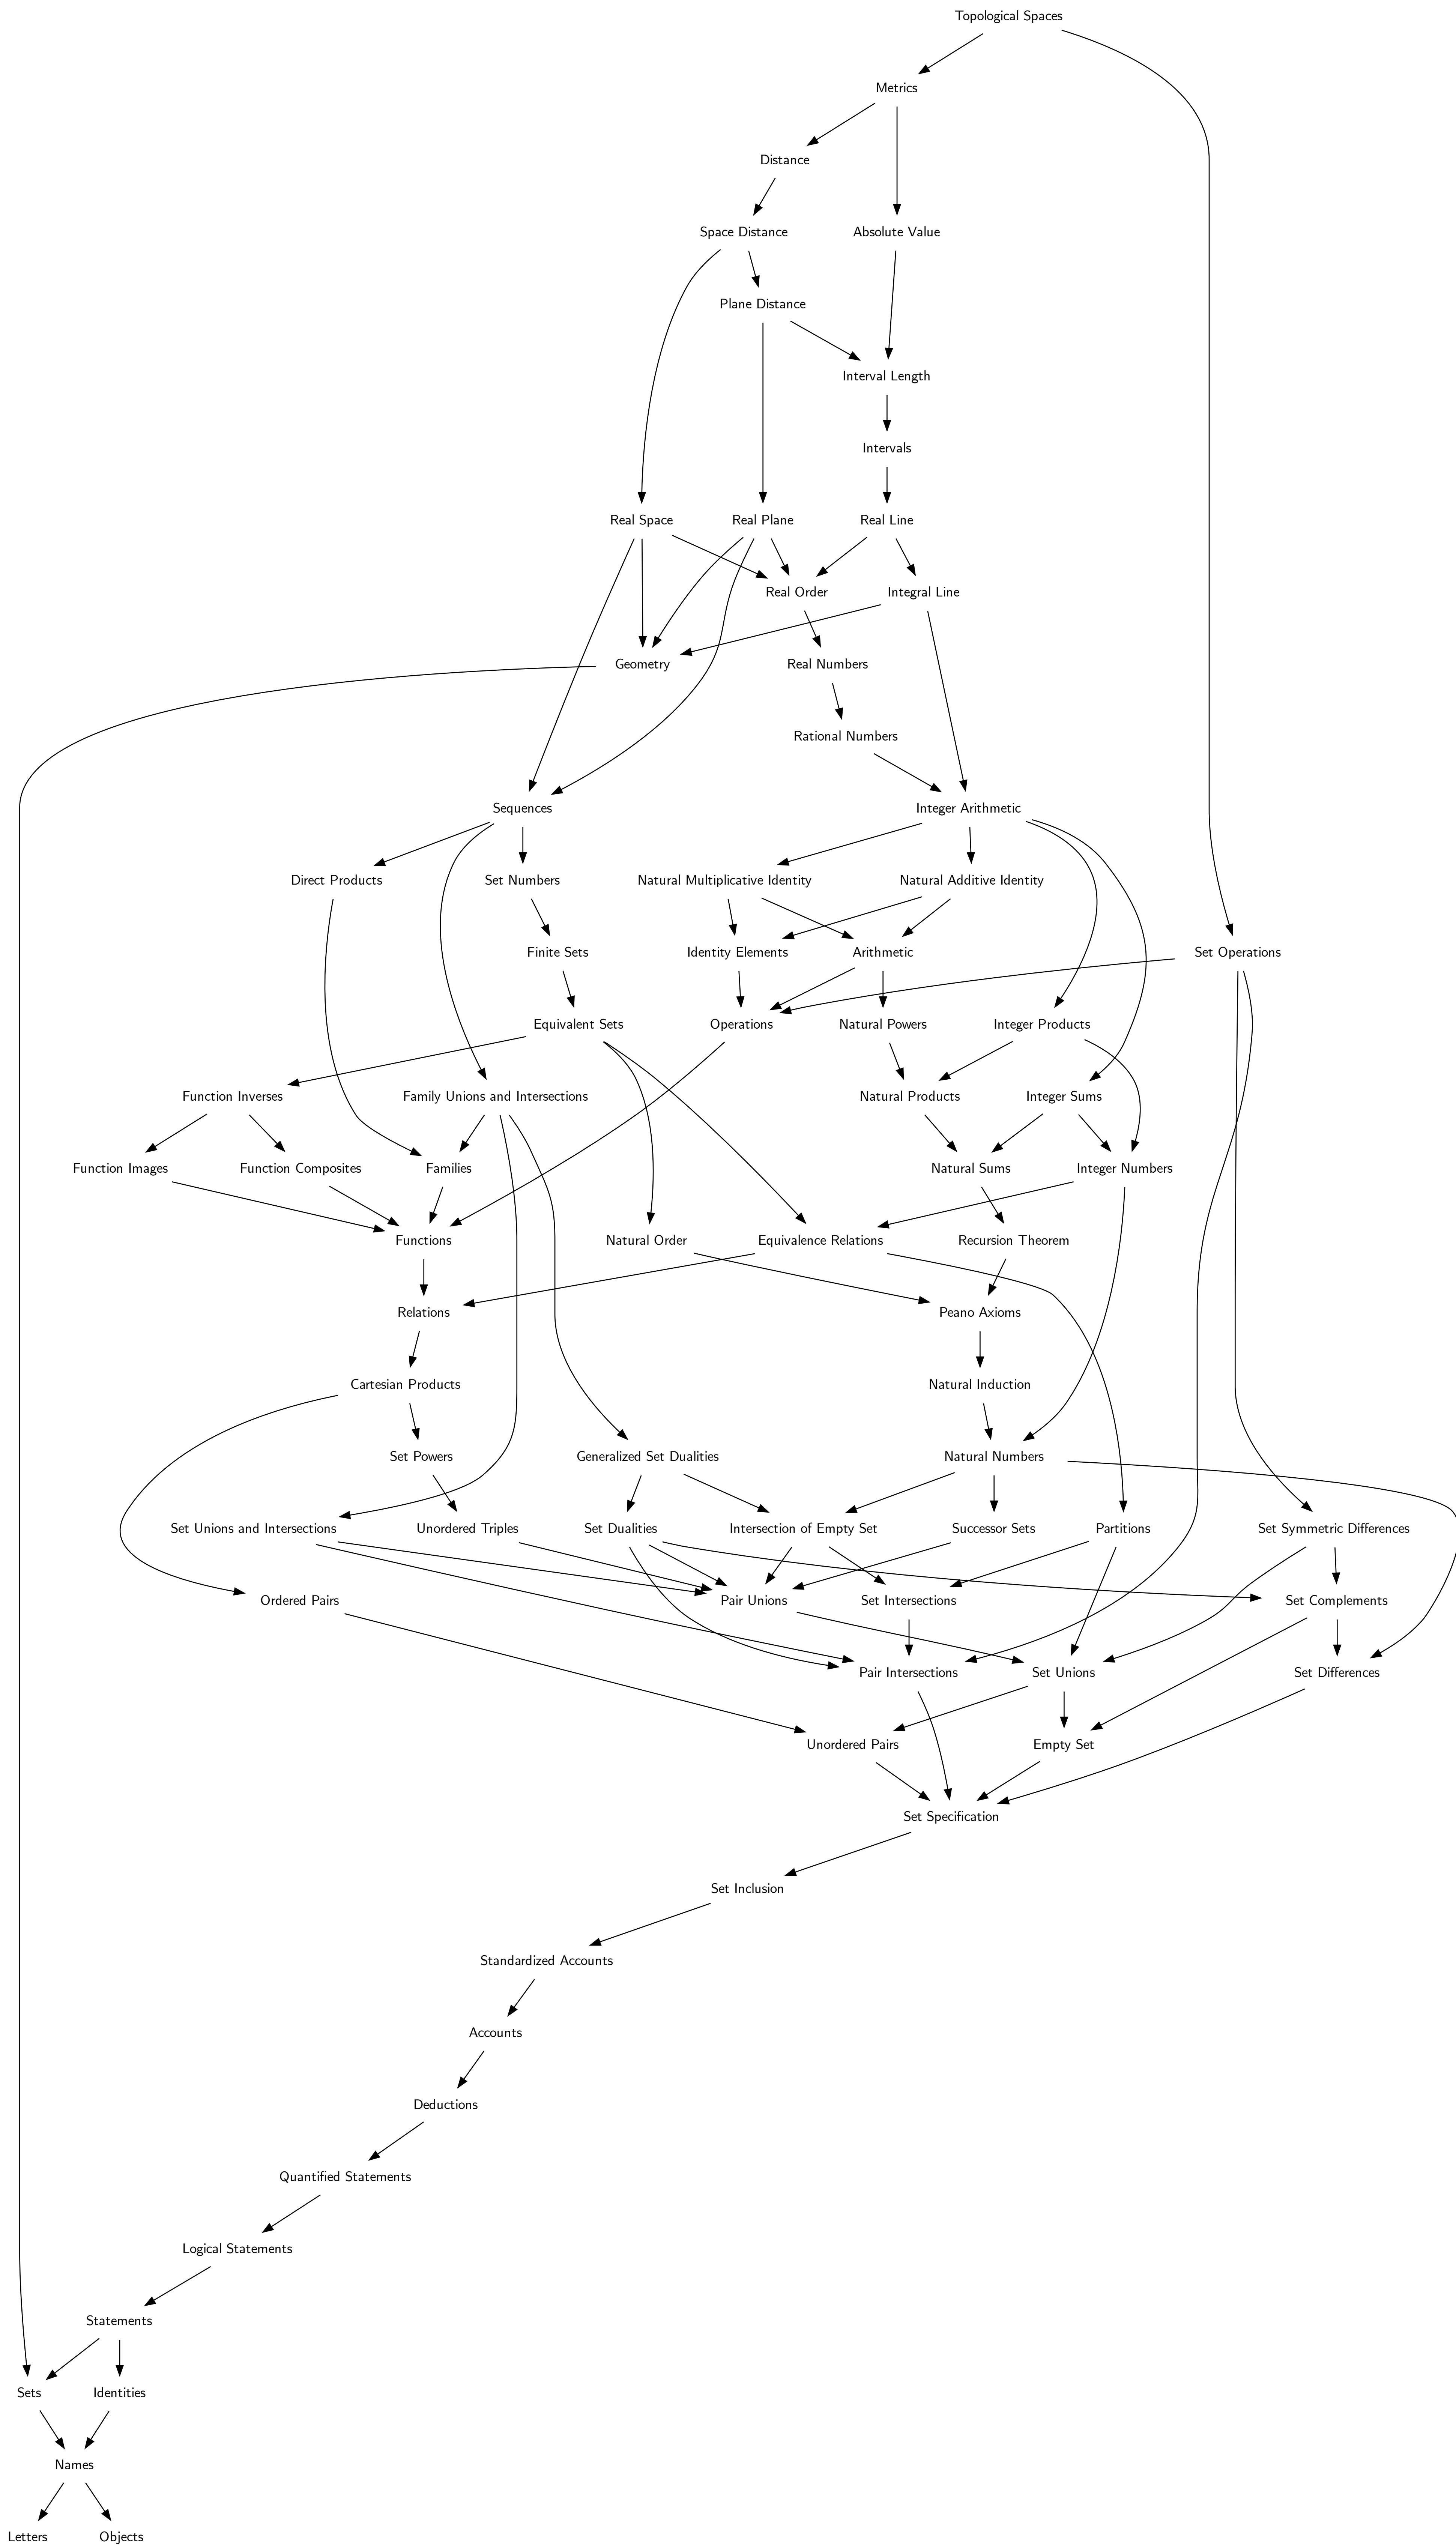 Topological Spaces
Metrics
Distance
Space Distance
Absolute Value
Plane Distance
Interval Length
Intervals
Real Space
Real Plane
Real Line
Real Order
Integral Line
Geometry
Real Numbers
Rational Numbers
Sequences
Integer Arithmetic
Direct Products
Set Numbers
Natural Multiplicative Identity
Natural Additive Identity
Finite Sets
Identity Elements
Arithmetic
Set Operations
Equivalent Sets
Operations
Natural Powers
Integer Products
Function Inverses
Family Unions and Intersections
Natural Products
Integer Sums
Function Images
Function Composites
Families
Natural Sums
Integer Numbers
Functions
Natural Order
Equivalence Relations
Recursion Theorem
Relations
Peano Axioms
Cartesian Products
Natural Induction
Set Powers
Generalized Set Dualities
Natural Numbers
Set Unions and Intersections
Unordered Triples
Set Dualities
Intersection of Empty Set
Successor Sets
Partitions
Set Symmetric Differences
Ordered Pairs
Pair Unions
Set Intersections
Set Complements
Pair Intersections
Set Unions
Set Differences
Unordered Pairs
Empty Set
Set Specification
Set Inclusion
Standardized Accounts
Accounts
Deductions
Quantified Statements
Logical Statements
Statements
Sets
Identities
Names
Letters
Objects